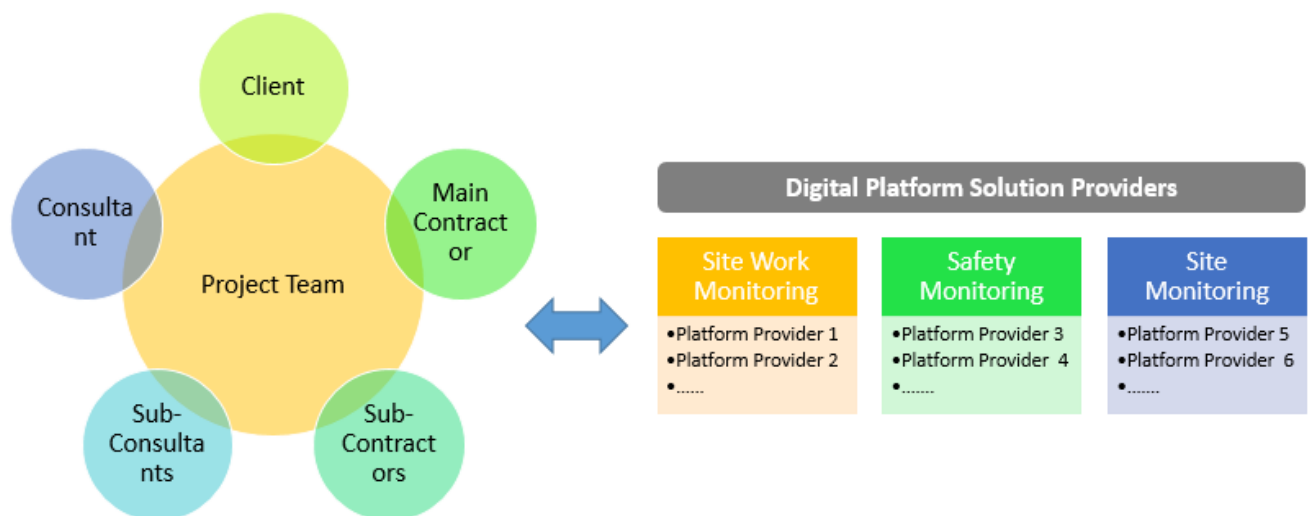 Client
Consulta
nt
Main
Contract
or
Project Team
Sub-
Consulta
nts
Sub-
Contract
ors
Digital Platform Solution Providers
Site Work
Monitoring
•Platform Provider 1
•Platform Provider 2
•......
Safety
Monitoring
•Platform Provider 3
•Platform Provider  4
•.......
Site
Monitoring
•Platform Provider 5
•Platform Provider  6
•.......